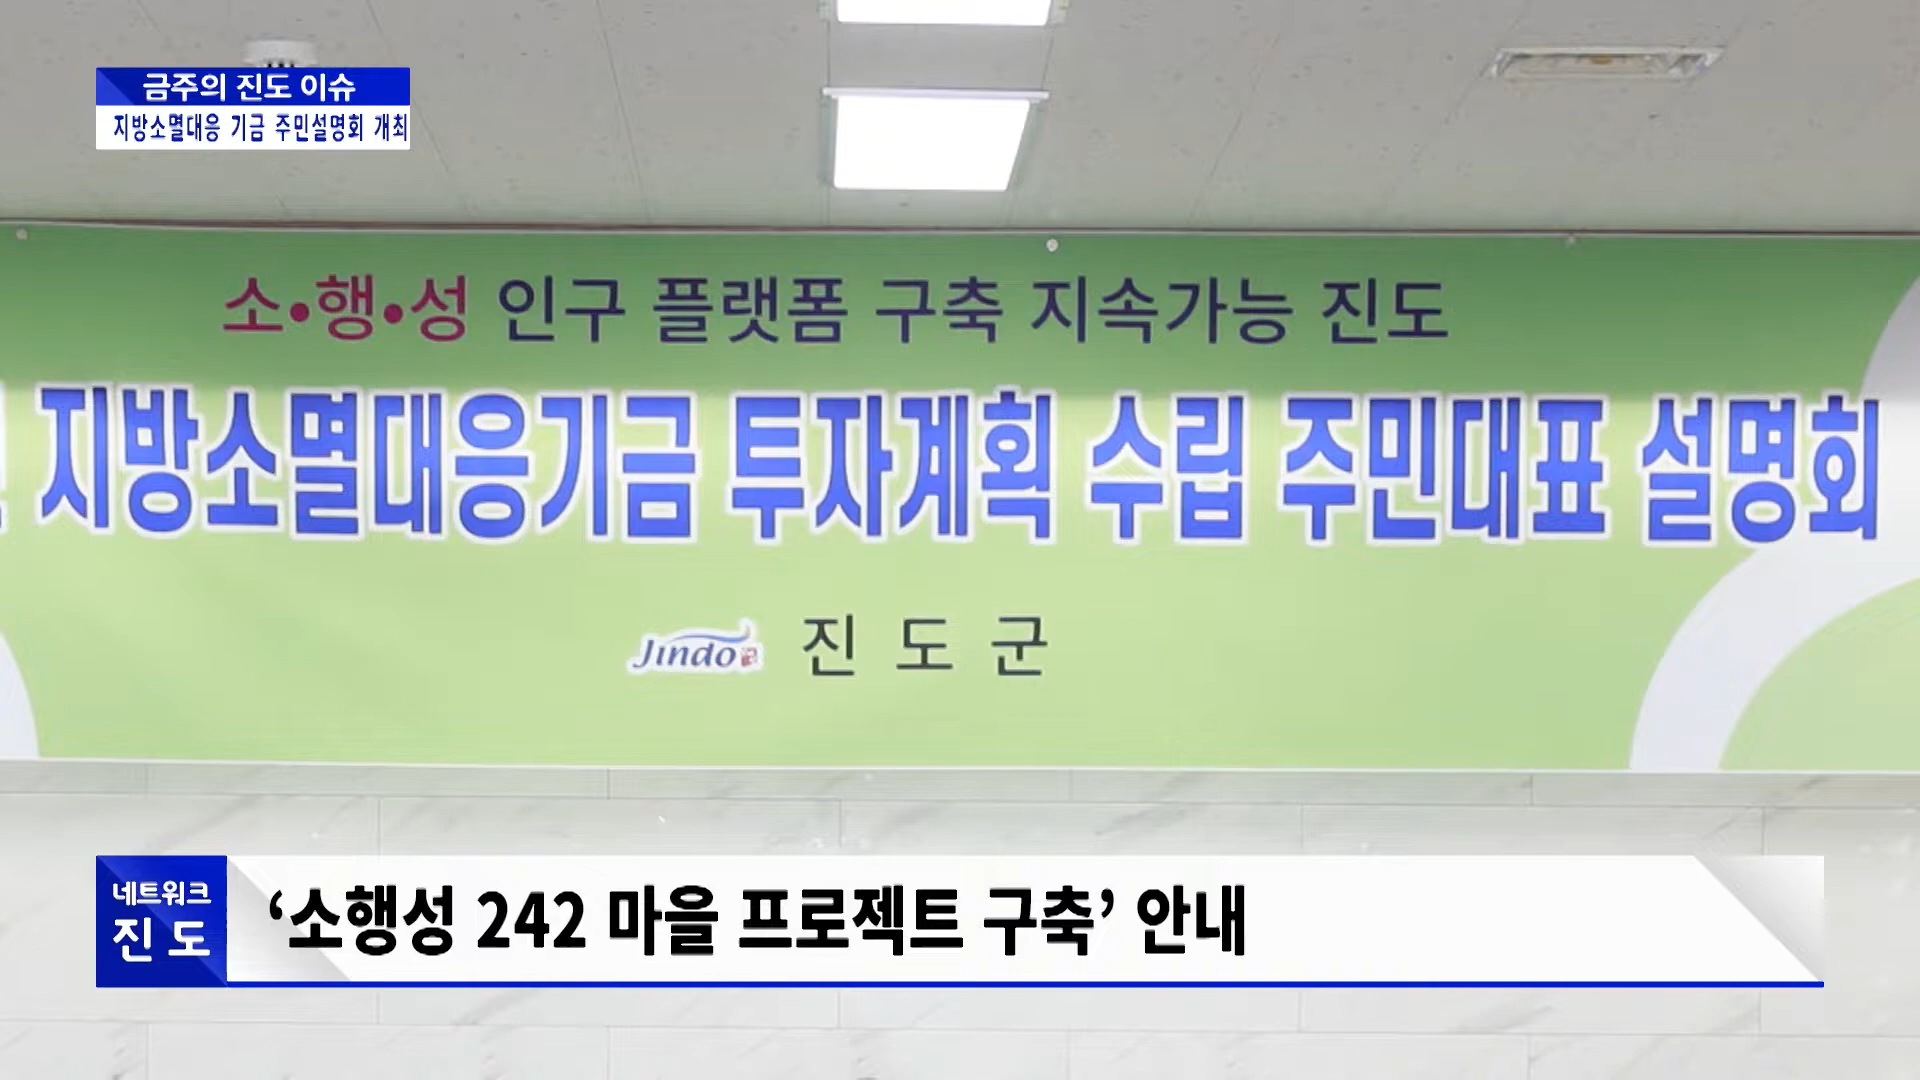 금주의 진도 이슈
지방소멸대응 기금 주민설명회 개최
소•행•성 인구 플랫폼 구축 지속가능 진도
지방소멸대응기금 투자계획 수립 주민대표 설명회
Jindo 진도군
네트워크
진도
‘소행성 242 마을 프로젝트 구축’ 안내